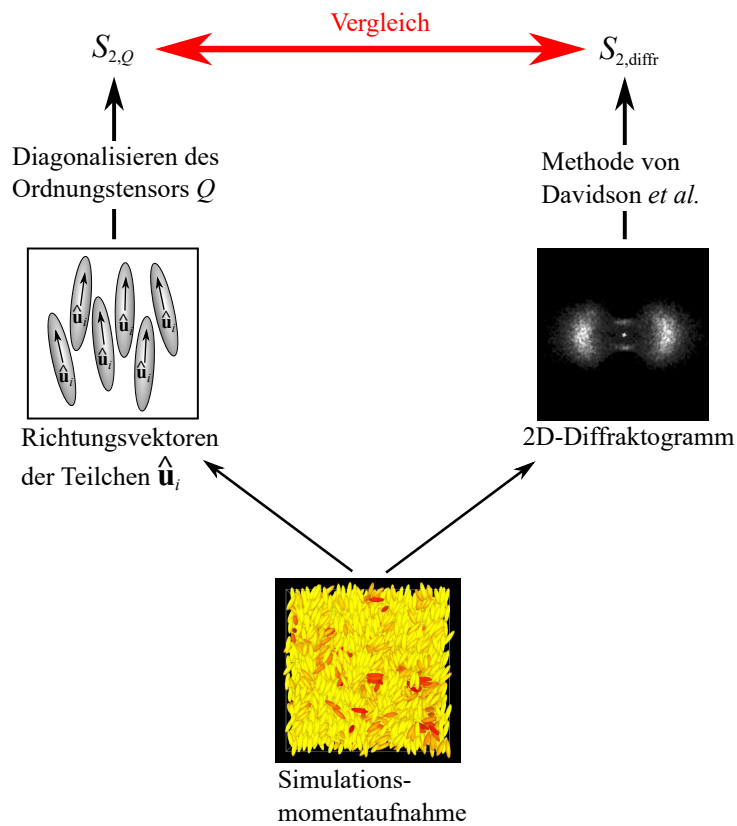 Vergleich
S2,Q
S2,diffr
Diagonalisieren des
Ordnungstensors Q
Methode von
Davidson et al.
û i
û i
û i
û i
û i
û i
Richtungsvektoren
der Teilchen û i
2D-Diffraktogramm
Simulations-
momentaufnahme